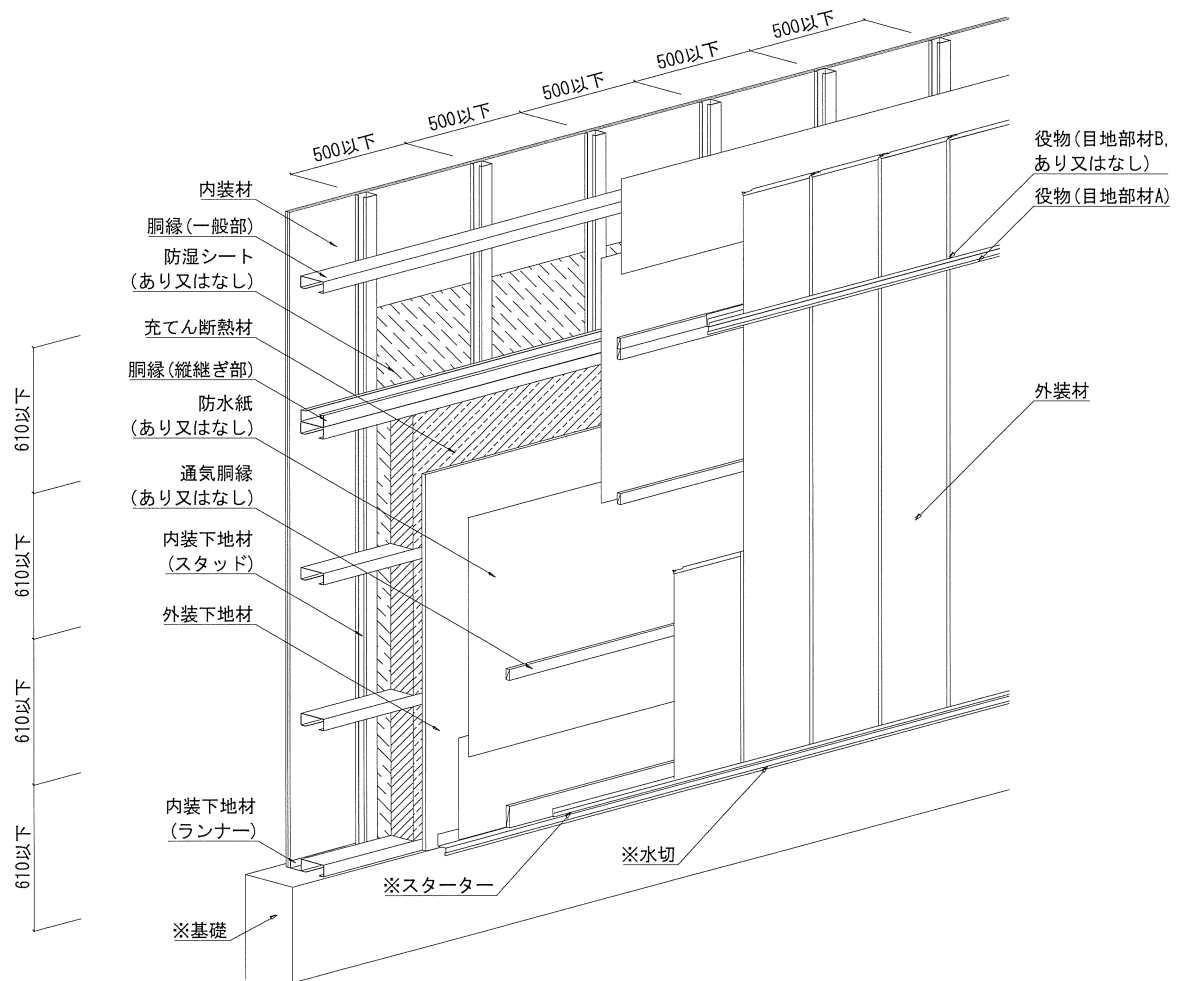 500以下
500以下
500以下
500以下
500以下
内装材
胴縁(一般部)
防湿シート
(あり又はなし)
充てん断熱材
胴縁(縦継ぎ部)
防水紙
(あり又はなし)
通気胴縁
(あり又はなし)
内装下地材
(スタッド)
外装下地材
内装下地材
(ランナー)
※基礎
※スターター
※水切
役物(目地部材B,
あり又はなし)
役物(目地部材A)
外装材
610以下
610以下
610以下
610以下